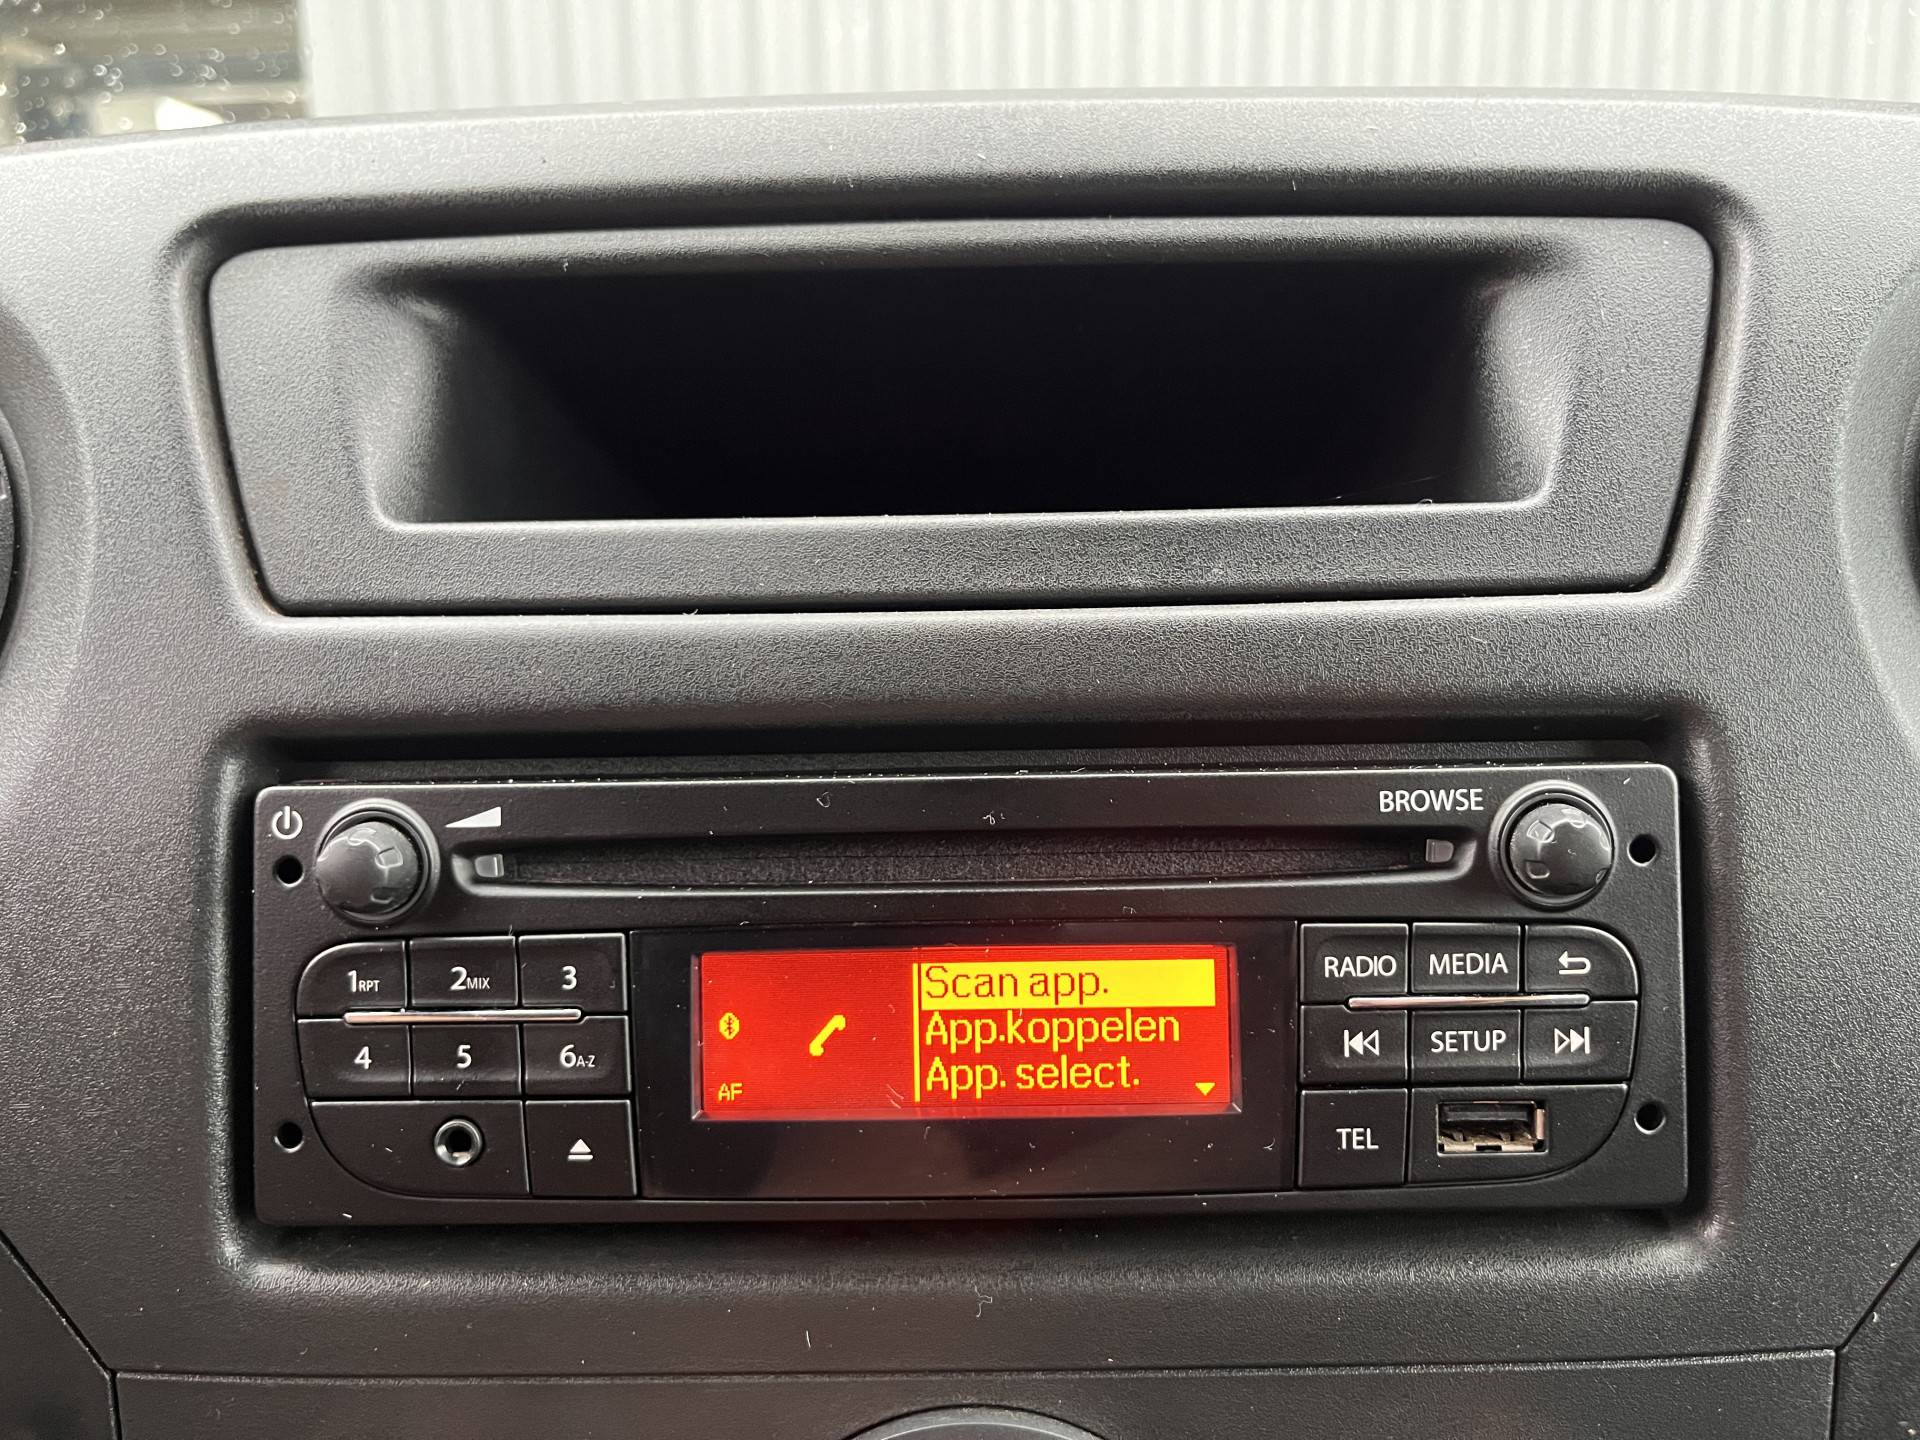 BROWSE
1RPT
2MIX
3
4
5
6A-Z
Scan app.
App.koppelen
App. select.
AF
RADIO
MEDIA
SETUP
TEL